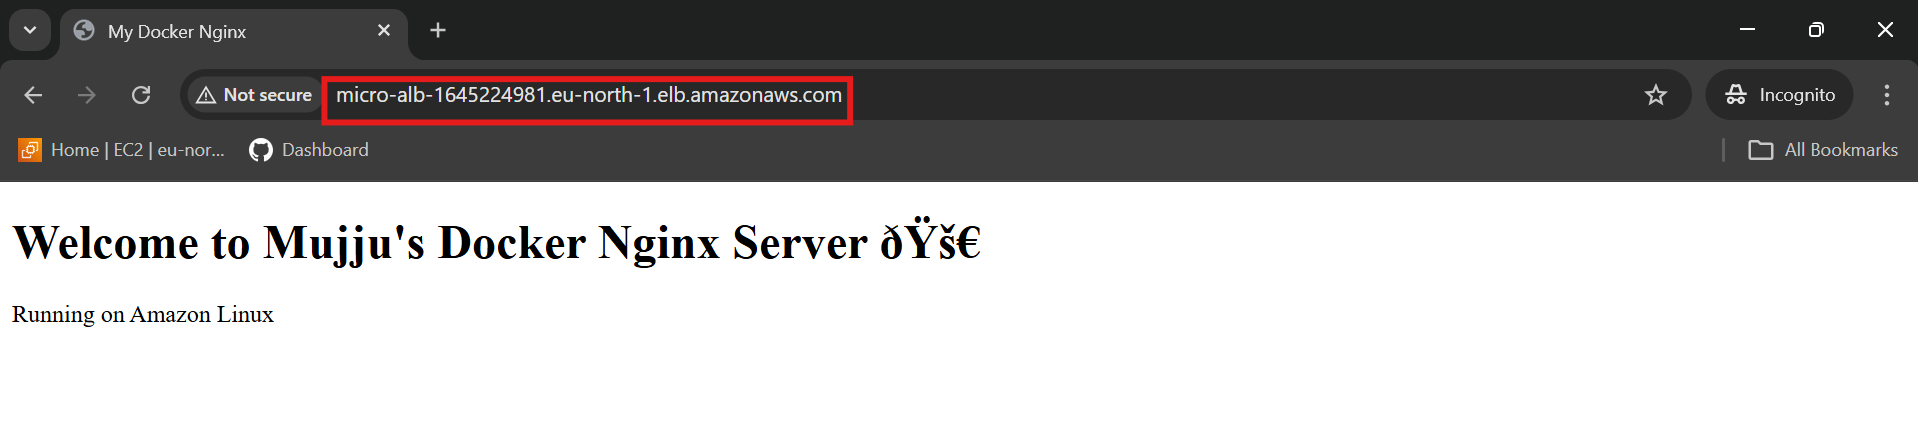 My Docker Nginx
Not secure
micro-alb-1645224981.eu-north-1.elb.amazonaws.com
Incognito
Home | EC2 | eu-nor...
Dashboard
All Bookmarks
Welcome to Mujju's Docker Nginx Server ðŸš€
Running on Amazon Linux